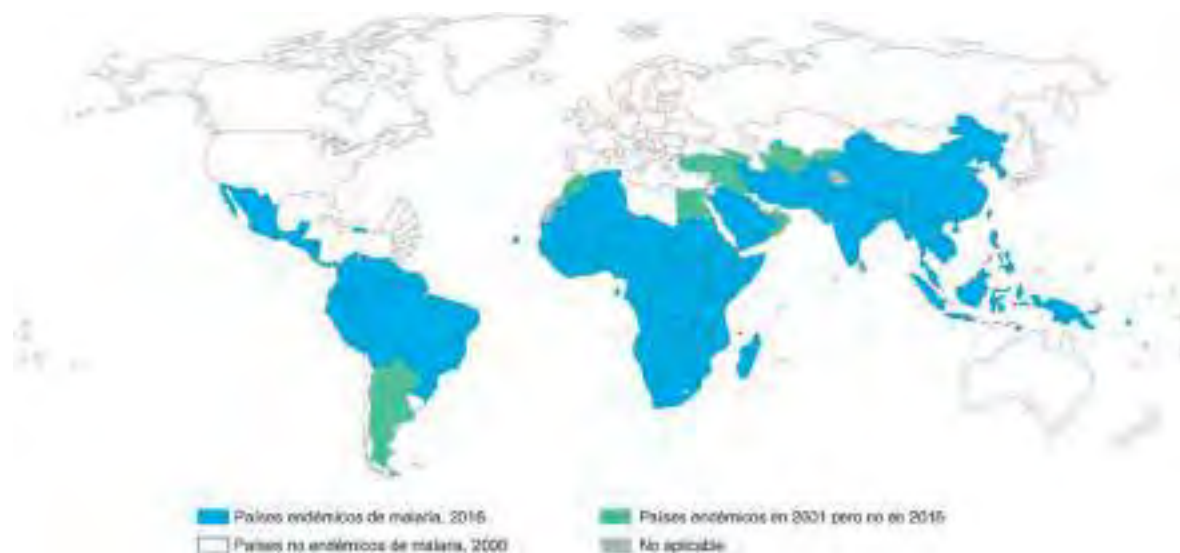 Países endémicos de malaria, 2016
Países no endémicos de malaria, 2000
Países endémicos en 2001 pero no en 2016
No aplicable